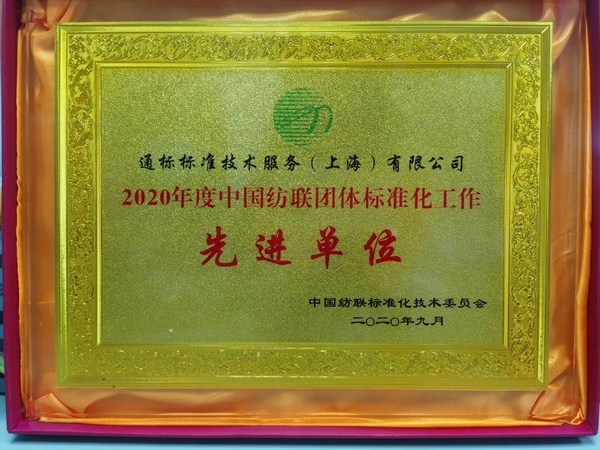 通标标准技术服务（上海）有限公司
2020年度中国纺联团体标准化工作
先进单位
中国纺联标准化技术委员会
二〇二〇年九月